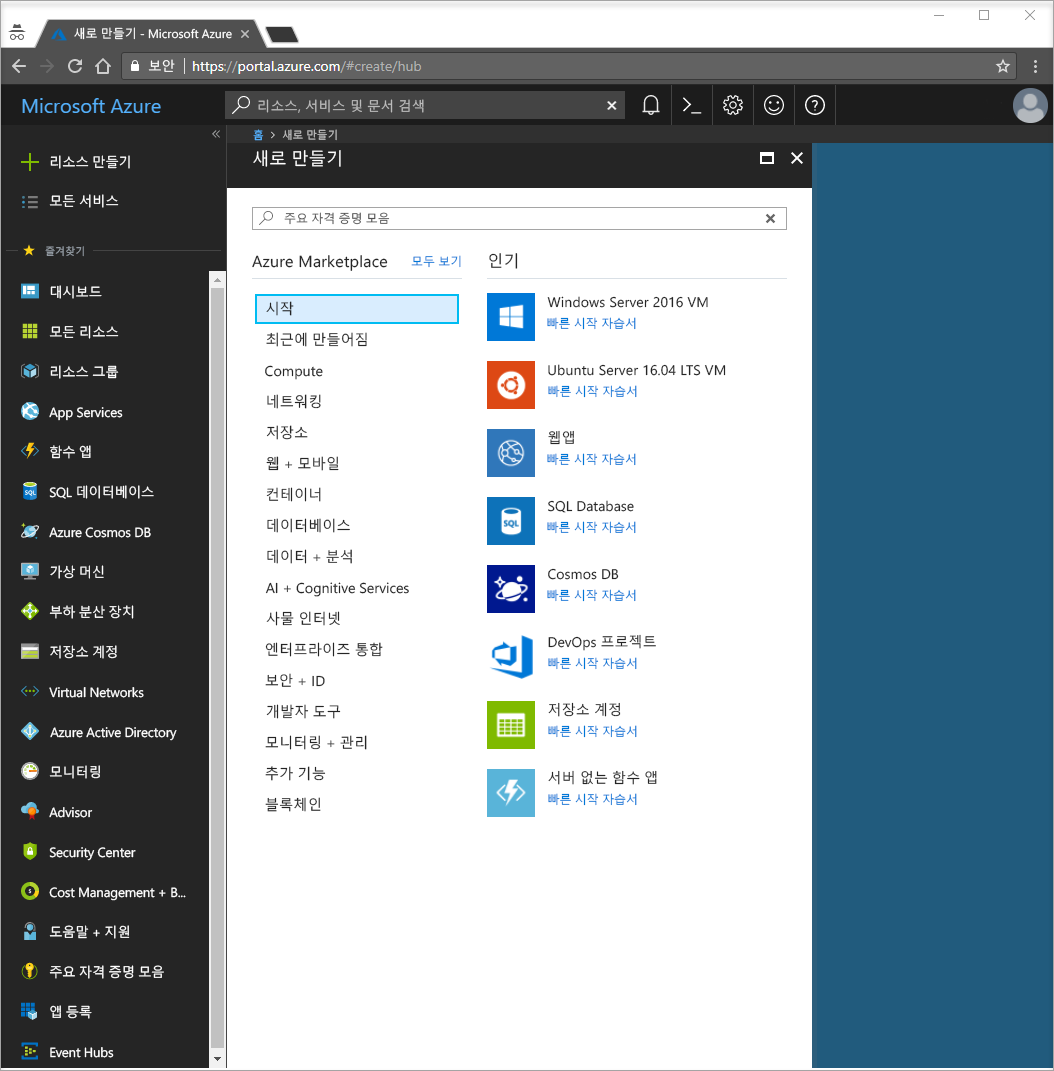 새로 만들기 - Microsoft Azure
보안 https://portal.azure.com/#create/hub
Microsoft Azure
리소스, 서비스 및 문서 검색
홈 > 새로 만들기
새로 만들기
리소스 만들기
모든 서비스
즐겨찾기
대시보드
모든 리소스
리소스 그룹
App Services
함수 앱
SQL 데이터베이스
Azure Cosmos DB
가상 머신
부하 분산 장치
저장소 계정
Virtual Networks
Azure Active Directory
모니터링
Advisor
Security Center
Cost Management + B...
도움말 + 지원
주요 자격 증명 모음
앱 등록
Event Hubs
주요 자격 증명 모음
Azure Marketplace 모두 보기
시작
최근에 만들어짐
Compute
네트워킹
저장소
웹 + 모바일
컨테이너
데이터베이스
데이터 + 분석
AI + Cognitive Services
사물 인터넷
엔터프라이즈 통합
보안 + ID
개발자 도구
모니터링 + 관리
추가 기능
블록체인
인기
Windows Server 2016 VM
빠른 시작 자습서
Ubuntu Server 16.04 LTS VM
빠른 시작 자습서
웹앱
빠른 시작 자습서
SQL
SQL Database
빠른 시작 자습서
Cosmos DB
빠른 시작 자습서
DevOps 프로젝트
빠른 시작 자습서
저장소 계정
빠른 시작 자습서
서버 없는 함수 앱
빠른 시작 자습서